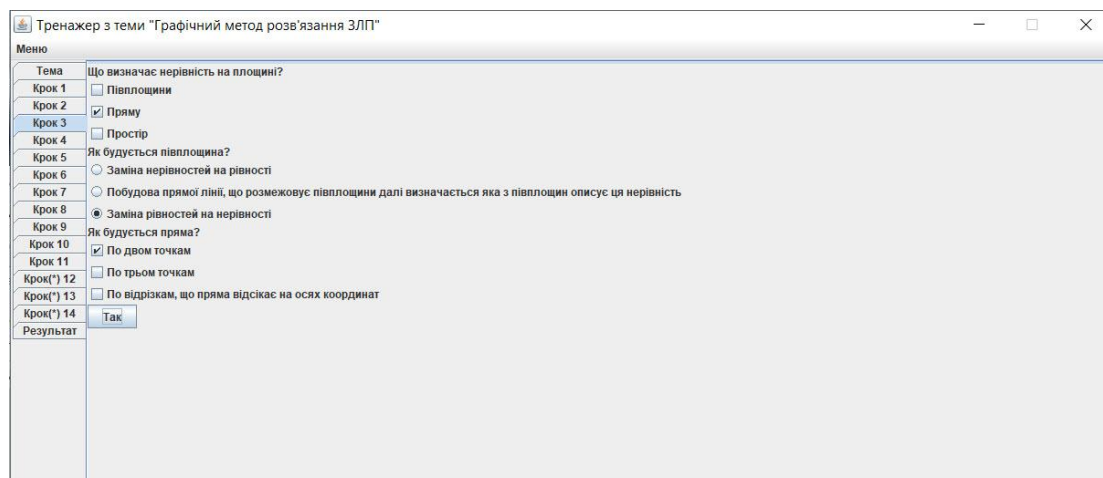 Тренажер з теми "Графічний метод розв'язання ЗЛП"
Меню
Тема
Крок 1
Крок 2
Крок 3
Крок 4
Крок 5
Крок 6
Крок 7
Крок 8
Крок 9
Крок 10
Крок 11
Крок(*) 12
Крок(*) 13
Крок(*) 14
Результат
Що визначає нерівність на площині?
Півплощини
Пряму
Простір
Як будується півплощина?
Заміна нерівностей на рівності
Побудова прямої лінії, що розмежовує півплощини далі визначається яка з півплощин описує ця нерівність
Заміна рівностей на нерівності
Як будується пряма?
По двом точкам
По трьом точкам
По відрізкам, що пряма відсікає на осях координат
Так